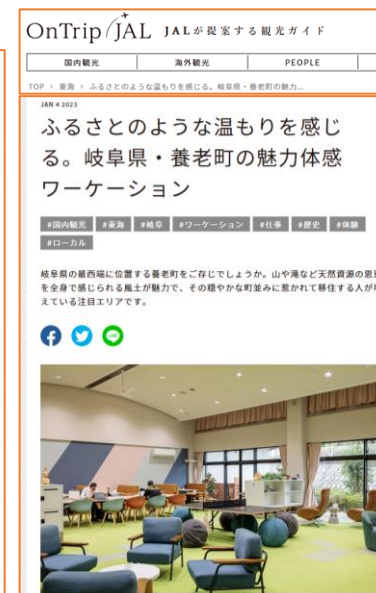 OnTrip JAL JALが提案する観光ガイド
国内観光 海外観光 PEOPLE
TOP › 東海 › ふるさとのような温もりを感じる。岐阜県・養老町の魅力...
JAN 4 2023
ふるさとのような温もりを感じ
る。岐阜県・養老町の魅力体感
ワーケーション
#国内観光 #東海 #岐阜 #ワーケーション #仕事 #歴史 #体験
#ローカル
岐阜県の最西端に位置する養老町をご存じでしょうか。山や滝など天然資源の恩
を全身で感じられる風土が魅力で、その穏やかな町並みに惹かれて移住する人が
えている注目エリアです。
f
LINE